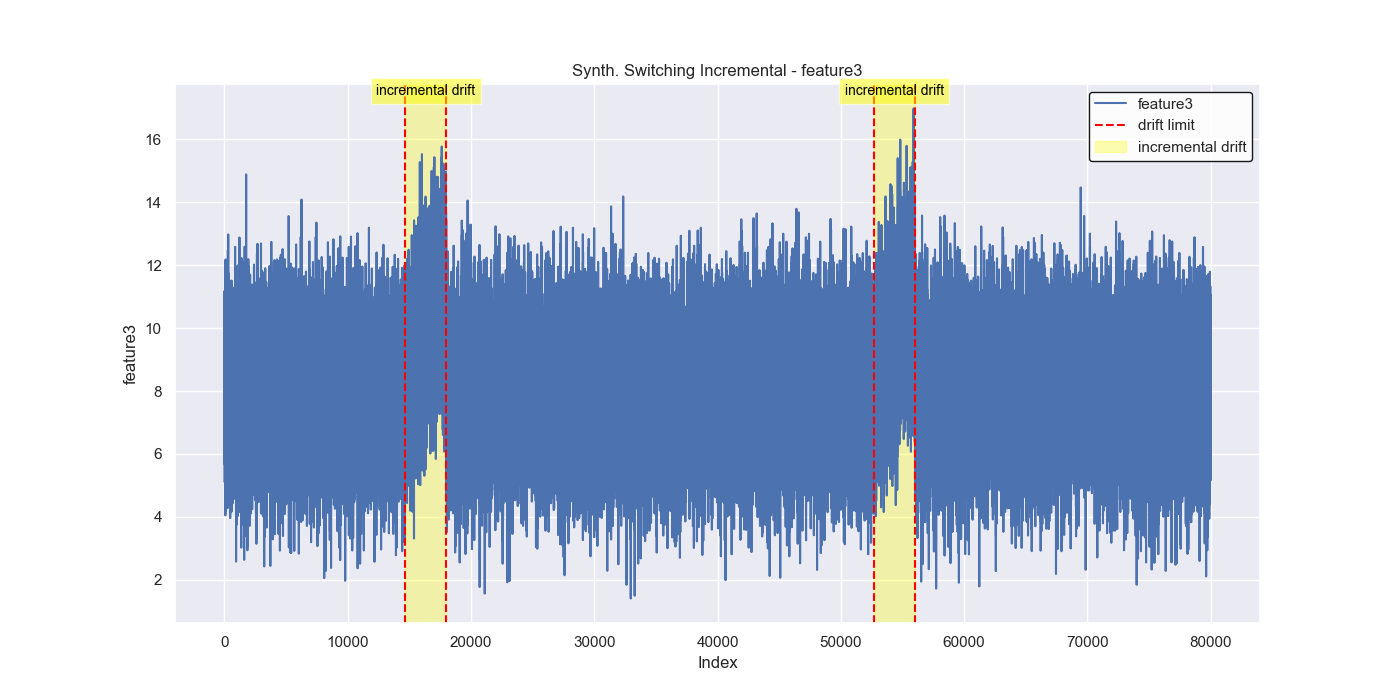 Synth. Switching Incremental - feature3
incremental drift
incremental drift
feature3
drift limit
incremental drift
feature3
16
14
12
10
8
6
4
2
0
10000
20000
30000
40000
50000
60000
70000
80000
Index